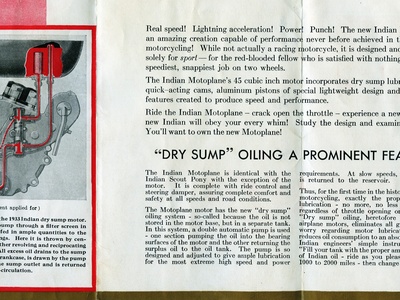 Real speed! Lightning acceleration! Power! Punch! The new Indian
an amazing creation capable of performance never before achieved in t
motorcycling! While not actually a racing motorcycle, it is designed and
solely for sport — for the red-blooded fellow who is satisfied with nothing
speediest, snappiest job on two wheels.
The Indian Motoplane's 45 cubic inch motor incorporates dry sump lubri
quick-acting cams, aluminum pistons of special lightweight design and
features created to produce speed and performance.
Ride the Indian Motoplane — crack open the throttle — experience a new
new Indian will obey your every whim! Study the design and examin
You'll want to own the new Motoplane!
"DRY SUMP" OILING A PROMINENT FEA
The Indian Motoplane is identical with the
Indian Scout Pony with the exception of the
motor. It is complete with ride control and
steering damper, assuring complete comfort and
safety at all speeds and road conditions.
The Motoplane motor has the new "dry sump"
oiling system - so-called because the oil is not
stored in the motor base, but in a separate tank.
In this system, a double automatic pump is used
- one section pumping the oil to the bearing
surfaces of the motor and the other returning the
surplus oil to the oil tank. The pump is so
designed and adjusted to give ample lubrication
for the most extreme high speed and power
requirements. At slow speeds,
is returned to the reservoir.
Thus, for the first time in the histo
motorcycling, exactly the prop
lubrication - no more, no less
regardless of throttle opening or
"Dry sump" oiling, heretofor
airplane practice, eliminates all g
worry regarding motor lubricati
duces oil consumption to an absol
Indian engineers' simple instru
Fill your tank with the proper am
of Indian oil - ride as you please
1000 to 2000 miles - then change.
ent applied for)
the 1933 Indian dry sump motor.
sump through a filter screen in
ed in ample quantities to the
ings. Here it is thrown by cen-
ther revolving and reciprocating
all excess oil drains to the sump
crankcase, is drawn by the pump
e sump outlet and is returned
-circulation.